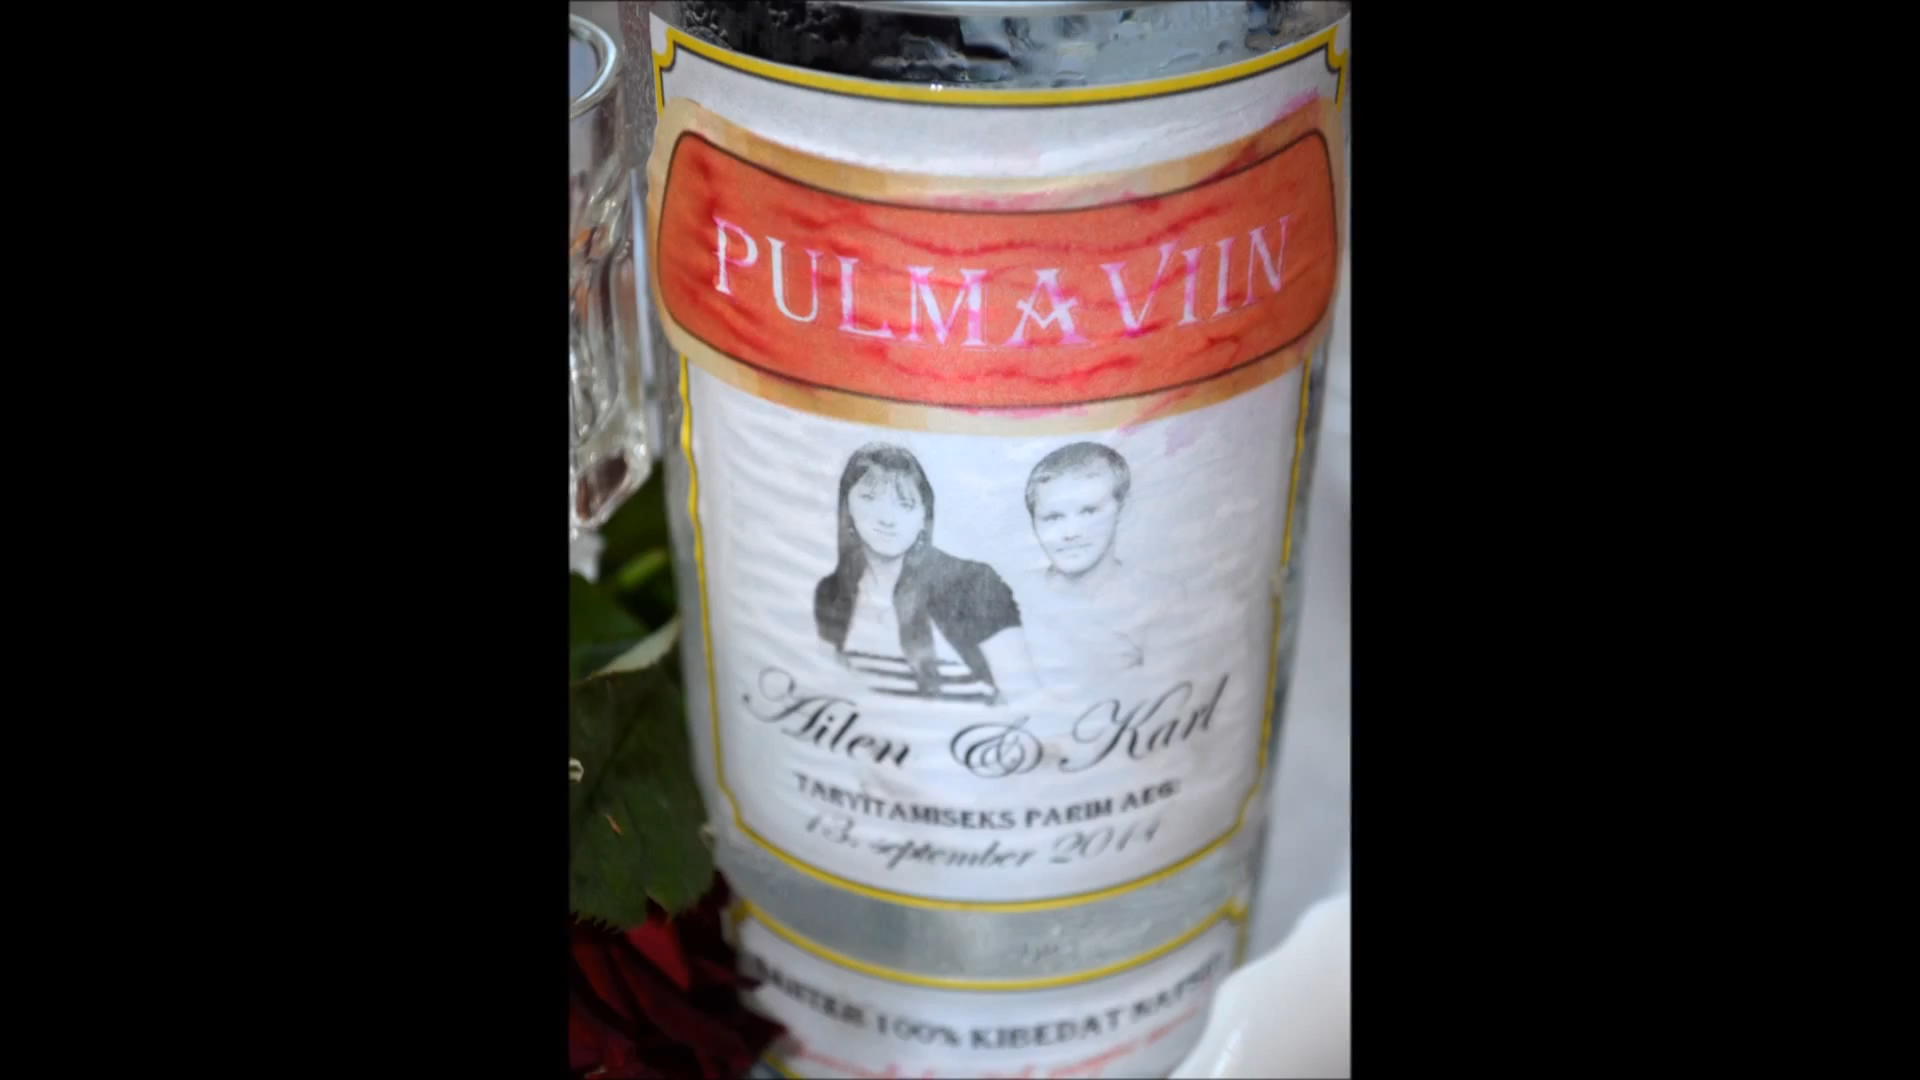 PULMAVIIN
Ailen & Karl
TARVITAMISEKS PARIM AEG:
13. september 2014
100% KIBEDAT